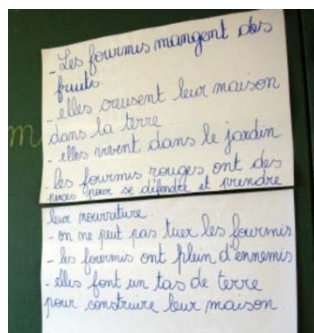 - Les fourmis mangent des
fruits
- elles creusent leur maison
m
dans la terre
- elles vivent dans le jardin
- les fourmis rouges ont des
pinces pour se défendre et prendre
leur nourriture.
- on ne peut pas tuer les fourmis
- les fourmis ont plein d'ennemis
- elles font un tas de terre
pour construire leur maison